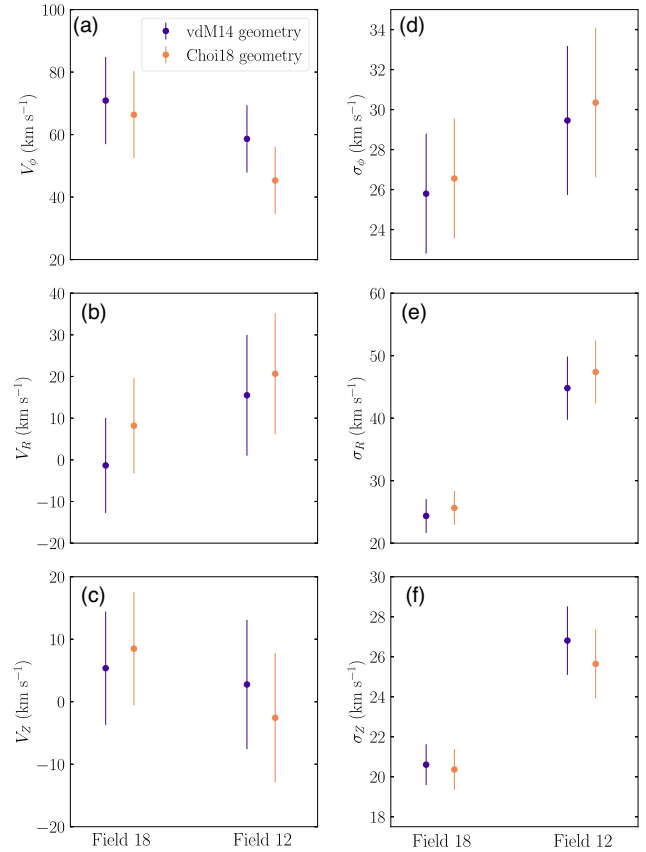 (a)
vdM14 geometry
Choi18 geometry
100
80
60
40
20
V_ϕ (km s⁻¹)
(d)
34
32
30
28
26
24
σ_ϕ (km s⁻¹)
(b)
40
30
20
10
0
−10
−20
V_R (km s⁻¹)
(e)
60
50
40
30
20
σ_R (km s⁻¹)
(c)
20
10
0
−10
−20
V_Z (km s⁻¹)
Field 18
Field 12
(f)
30
28
26
24
22
20
18
σ_Z (km s⁻¹)
Field 18
Field 12